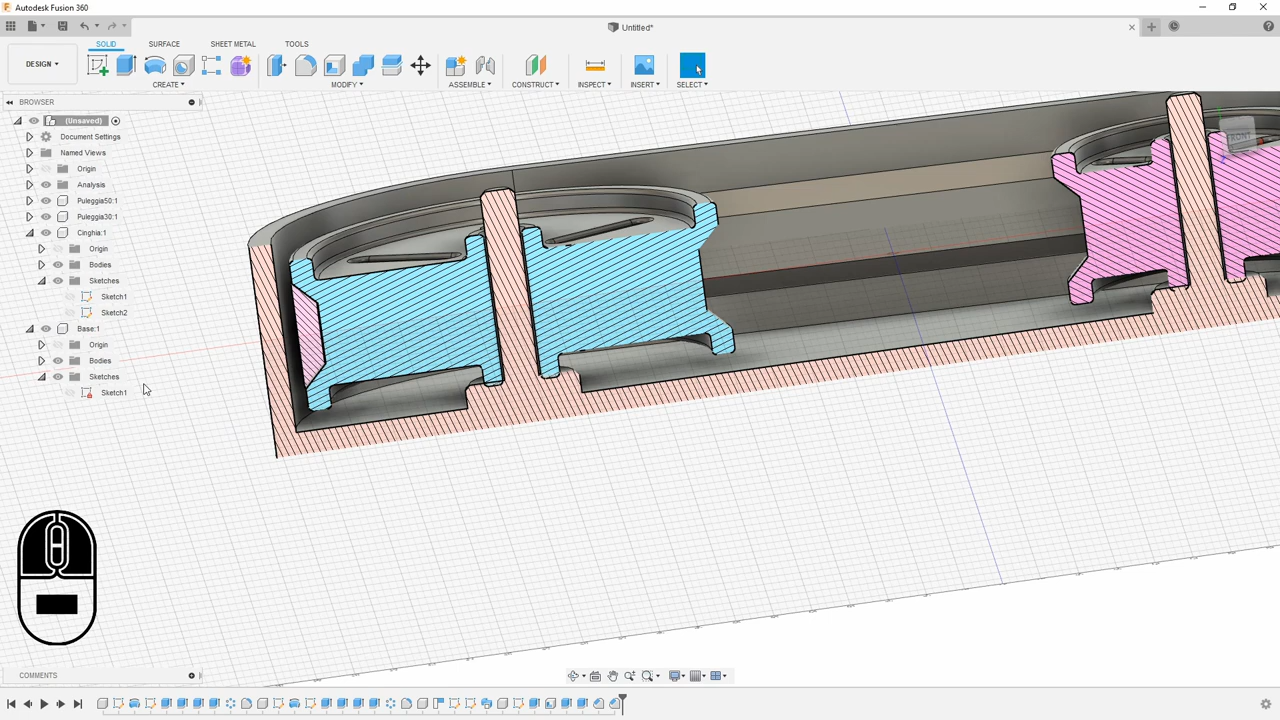 Autodesk Fusion 360
Untitled*
SOLID SURFACE SHEET METAL TOOLS
DESIGN
CREATE MODIFY ASSEMBLE CONSTRUCT INSPECT INSERT SELECT
BROWSER
(Unsaved)
Document Settings
Named Views
Origin
Analysis
Puleggia50:1
Puleggia30:1
Cinghia:1
Origin
Bodies
Sketches
Sketch1
Sketch2
Base:1
Origin
Bodies
Sketches
Sketch1
COMMENTS